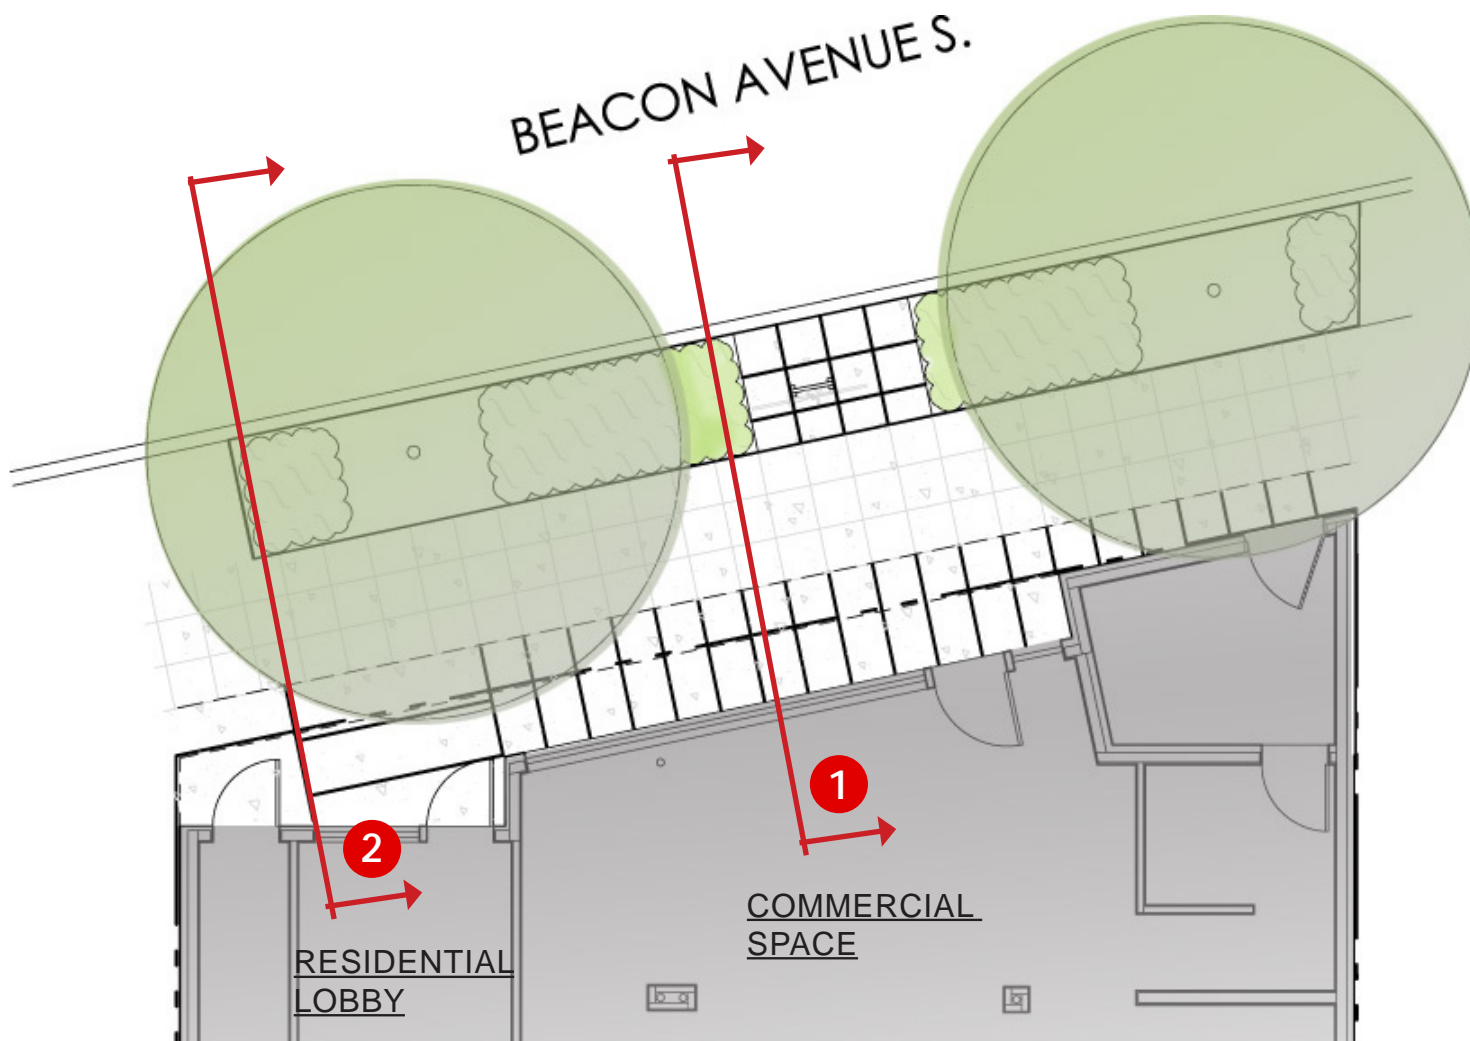 BEACON AVENUE S.
1
2
COMMERCIAL
SPACE
RESIDENTIAL
LOBBY